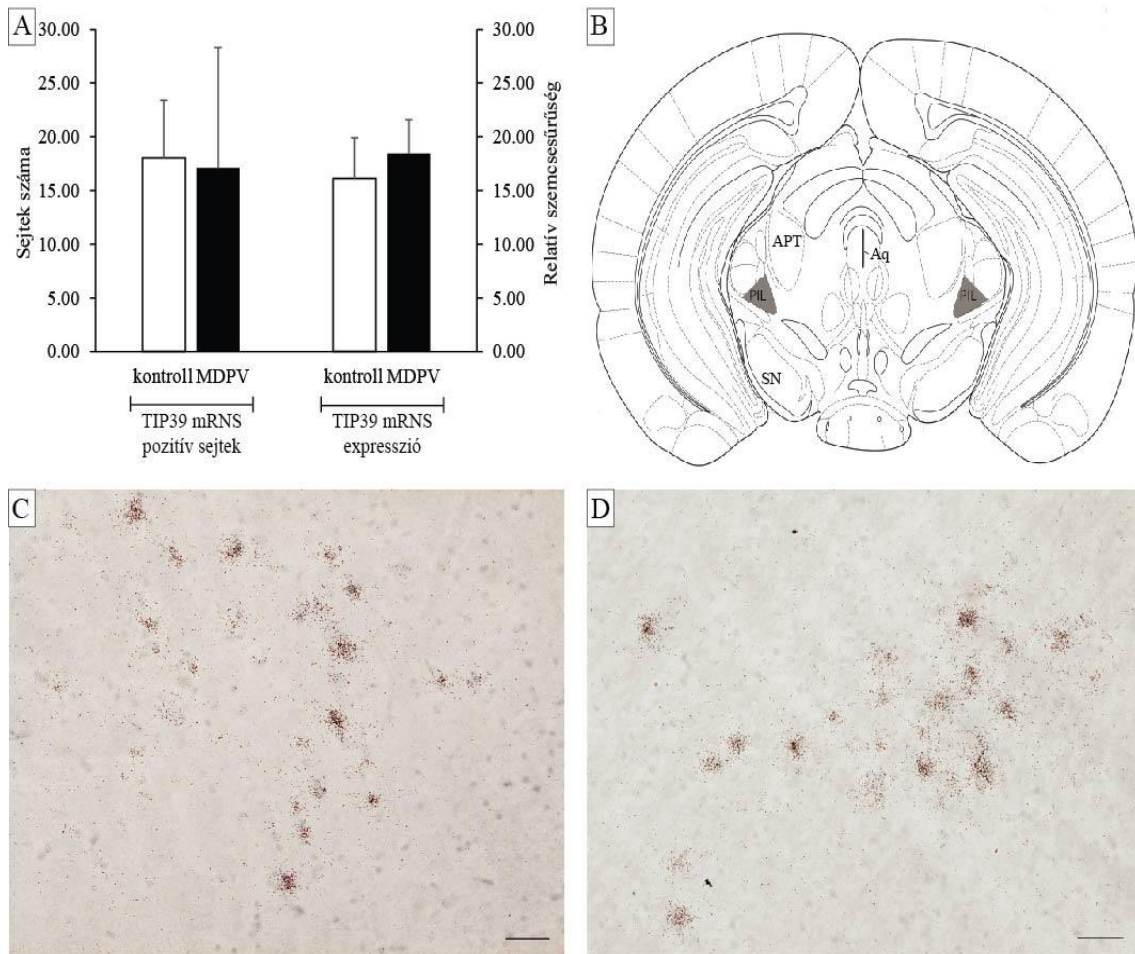 A
30.00
25.00
20.00
15.00
10.00
5.00
0.00
Sejtek száma
30.00
25.00
20.00
15.00
10.00
5.00
0.00
Relatív szemcsesűrűség
kontroll MDPV
kontroll MDPV
TIP39 mRNS
pozitív sejtek
TIP39 mRNS
expresszió
B
APT
Aq
PIL
PIL
SN
C
D